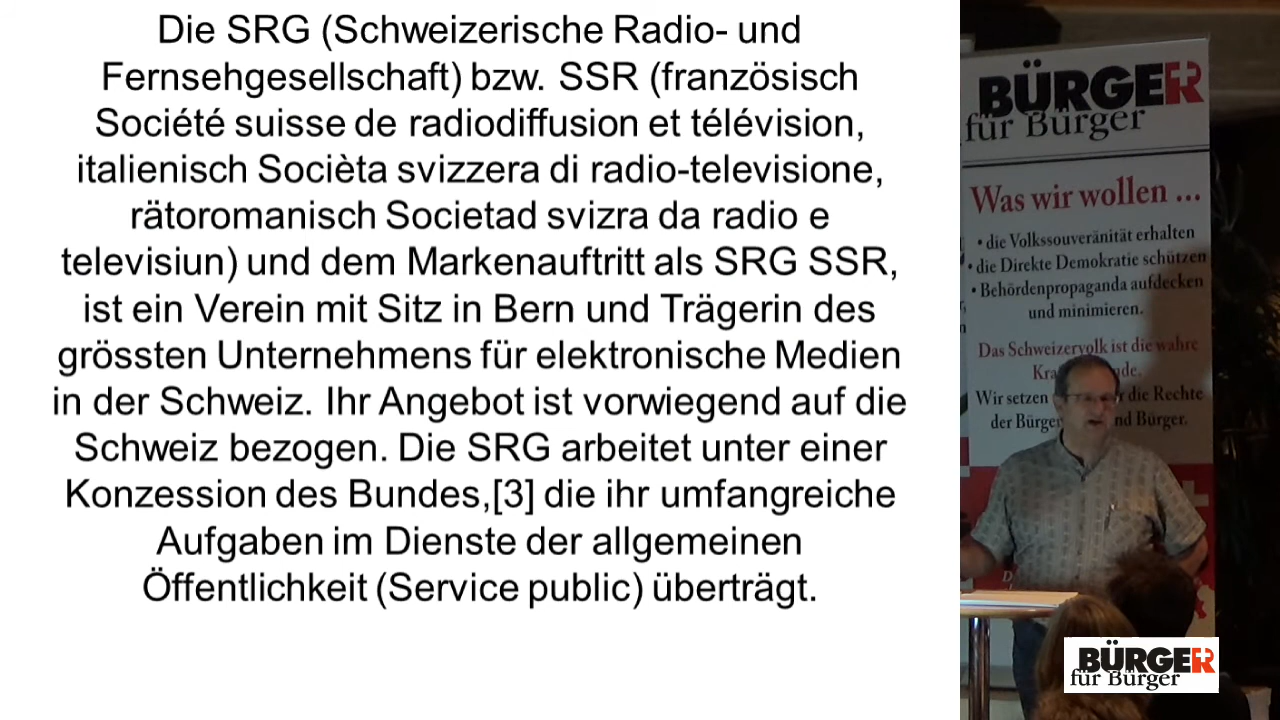 Die SRG (Schweizerische Radio- und
Fernsehgesellschaft) bzw. SSR (französisch
Société suisse de radiodiffusion et télévision,
italienisch Socièta svizzera di radio-televisione,
rätoromanisch Societad svizra da radio e
televisiun) und dem Markenauftritt als SRG SSR,
ist ein Verein mit Sitz in Bern und Trägerin des
grössten Unternehmens für elektronische Medien
in der Schweiz. Ihr Angebot ist vorwiegend auf die
Schweiz bezogen. Die SRG arbeitet unter einer
Konzession des Bundes,[3] die ihr umfangreiche
Aufgaben im Dienste der allgemeinen
Öffentlichkeit (Service public) überträgt.
BÜRGER
für Bürger
Was wir wollen ...
• die Volkssouveränität erhalten
• die Direkte Demokratie schützen
• Behördenpropaganda aufdecken
und minimieren.
Das Schweizervolk ist die wahre
Wir setzen die Rechte
der Bürger Bürger.
BÜRGER
für Bürger